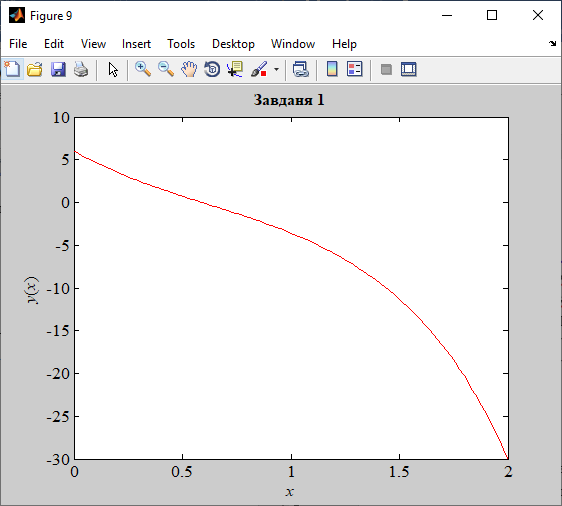 Figure 9
File Edit View Insert Tools Desktop Window Help
Завданя 1
10
5
0
-5
-10
-15
-20
-25
-30
y(x)
0 0.5 1 1.5 2
x